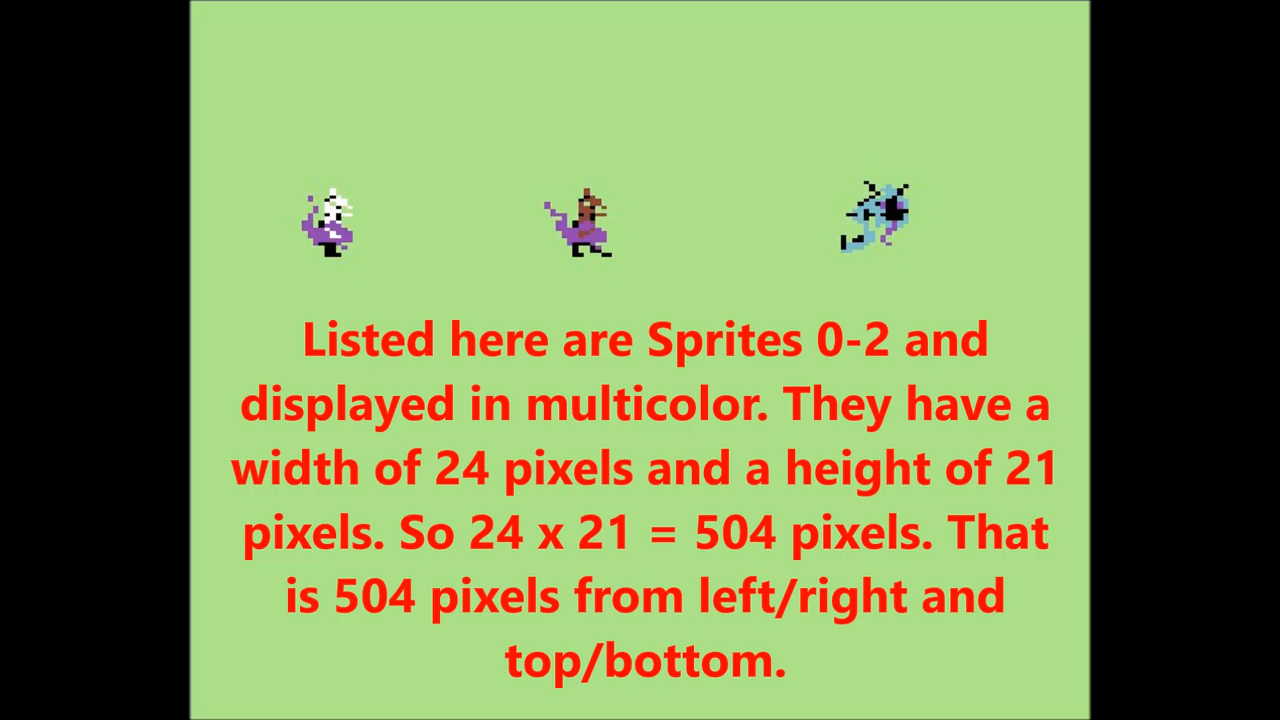 Listed here are Sprites 0-2 and
displayed in multicolor. They have a
width of 24 pixels and a height of 21
pixels. So 24 x 21 = 504 pixels. That
is 504 pixels from left/right and
top/bottom.